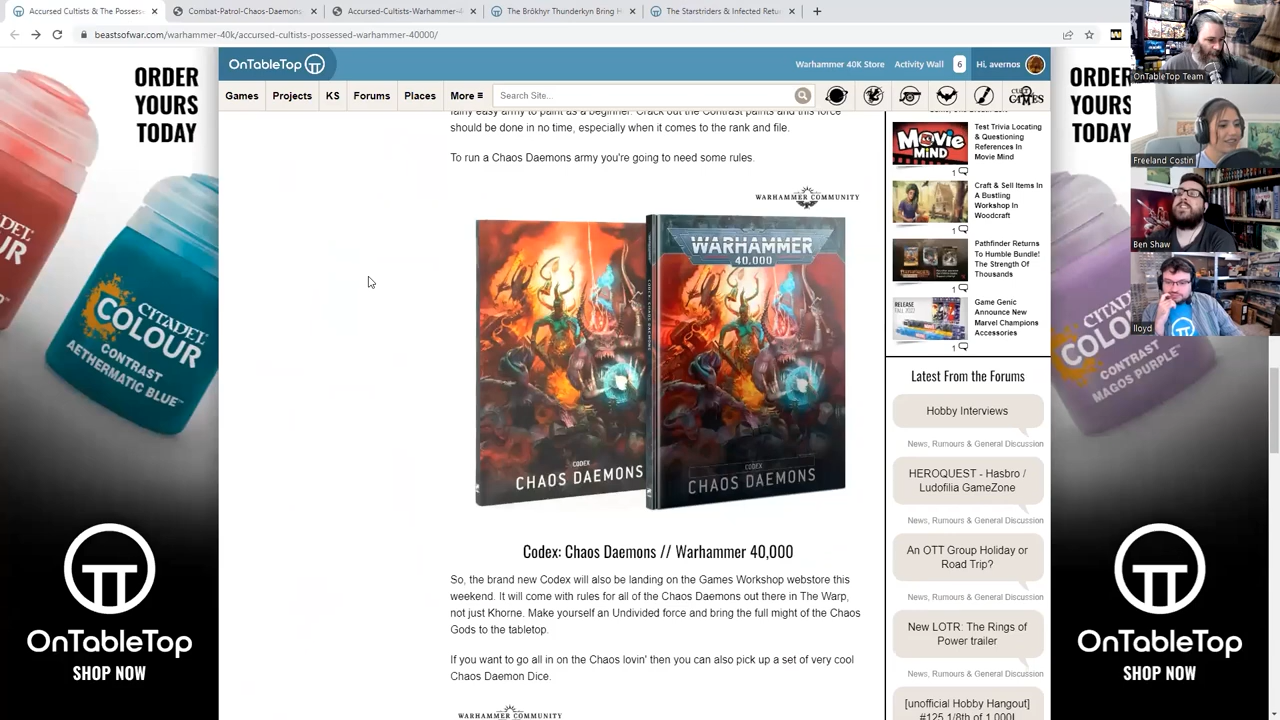 Accused Cultists & The Posses
Combat-Patrol-Chaos-Daemons
Accursed-Cultists-Warhammer-4
The Brôkhyr Thunderkyn Bring H
The Starstriders & Infected Retu
beastsofwar.com/warhammer-40k/accursed-cultists-possessed-warhammer-40000/
OnTableTop
Warhammer 40K Store
Activity Wall
6
Hi, avernos
Games
Projects
KS
Forums
Places
More
Search Site...
GAMES
ORDER
YOURS
TODAY
CITADEL
COLOUR
CONTRAST
AETHERMATIC BLUE
OnTableTop
SHOP NOW
fairly easy army to paint as a beginner. Crack out the Contrast paints and this force
should be done in no time, especially when it comes to the rank and file.
To run a Chaos Daemons army you're going to need some rules.
WARHAMMER COMMUNITY
WARHAMMER
40,000
CODEX
CHAOS DAEMONS
CODEX
CHAOS DAEMONS
Codex: Chaos Daemons // Warhammer 40,000
So, the brand new Codex will also be landing on the Games Workshop webstore this
weekend. It will come with rules for all of the Chaos Daemons out there in The Warp,
not just Khorne. Make yourself an Undivided force and bring the full might of the Chaos
Gods to the tabletop.
If you want to go all in on the Chaos lovin' then you can also pick up a set of very cool
Chaos Daemon Dice.
WARHAMMER COMMUNITY
MOVIE
MIND
Test Trivia Locating
& Questioning
References In
Movie Mind
1
Craft & Sell Items In
A Bustling
Workshop In
Woodcraft
1
Pathfinder Returns
To Humble Bundle!
The Strength Of
Thousands
1
Game Genic
Announce New
Marvel Champions
Accessories
1
Latest From the Forums
Hobby Interviews
News, Rumours & General Discussion
HEROQUEST - Hasbro /
Ludofilia GameZone
News, Rumours & General Discussion
An OTT Group Holiday or
Road Trip?
News, Rumours & General Discussion
New LOTR: The Rings of
Power trailer
News, Rumours & General Discussion
[unofficial Hobby Hangout]
#125 1/8th of 1,000!
ORDER
YOURS
TODAY
CONTRAST
MAGOS PURPLE
OnTableTop
SHOP NOW
OnTableTop Team
Freeland Costin
Ben Shaw
lloyd